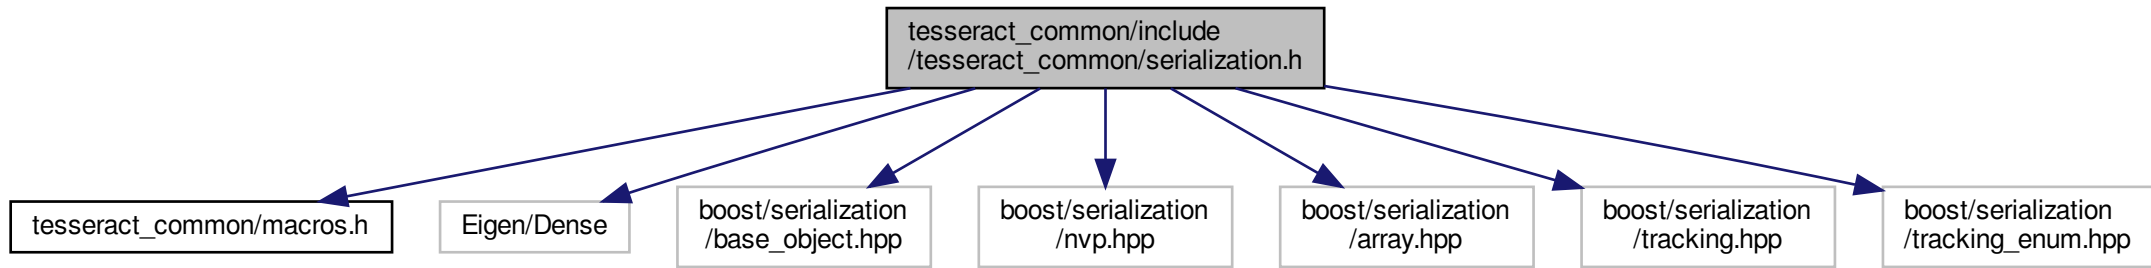 tesseract_common/include
/tesseract_common/serialization.h
tesseract_common/macros.h
Eigen/Dense
boost/serialization
/base_object.hpp
boost/serialization
/nvp.hpp
boost/serialization
/array.hpp
boost/serialization
/tracking.hpp
boost/serialization
/tracking_enum.hpp